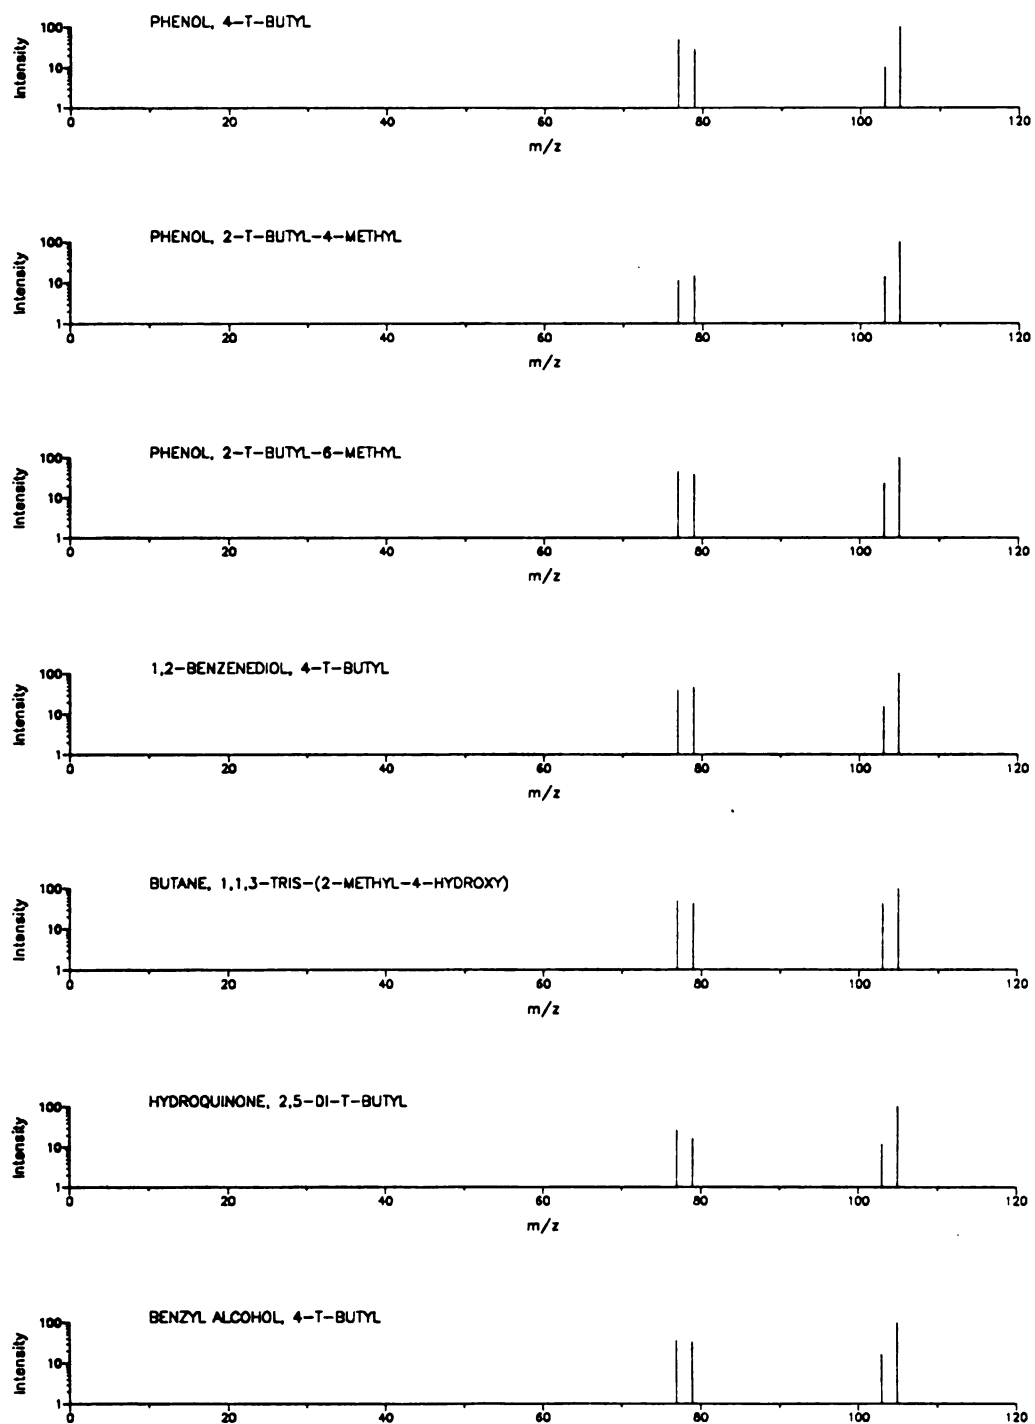 PHENOL, 4-T-BUTYL
Intensity
100
10
1
0 20 40 60 80 100 120
m/z
PHENOL, 2-T-BUTYL-4-METHYL
Intensity
100
10
1
0 20 40 60 80 100 120
m/z
PHENOL, 2-T-BUTYL-6-METHYL
Intensity
100
10
1
0 20 40 60 80 100 120
m/z
1,2-BENZENEDIOL, 4-T-BUTYL
Intensity
100
10
1
0 20 40 60 80 100 120
m/z
BUTANE, 1,1,3-TRIS-(2-METHYL-4-HYDROXY)
Intensity
100
10
1
0 20 40 60 80 100 120
m/z
HYDROQUINONE, 2,5-DI-T-BUTYL
Intensity
100
10
1
0 20 40 60 80 100 120
m/z
BENZYL ALCOHOL, 4-T-BUTYL
Intensity
100
10
1
0 20 40 60 80 100 120